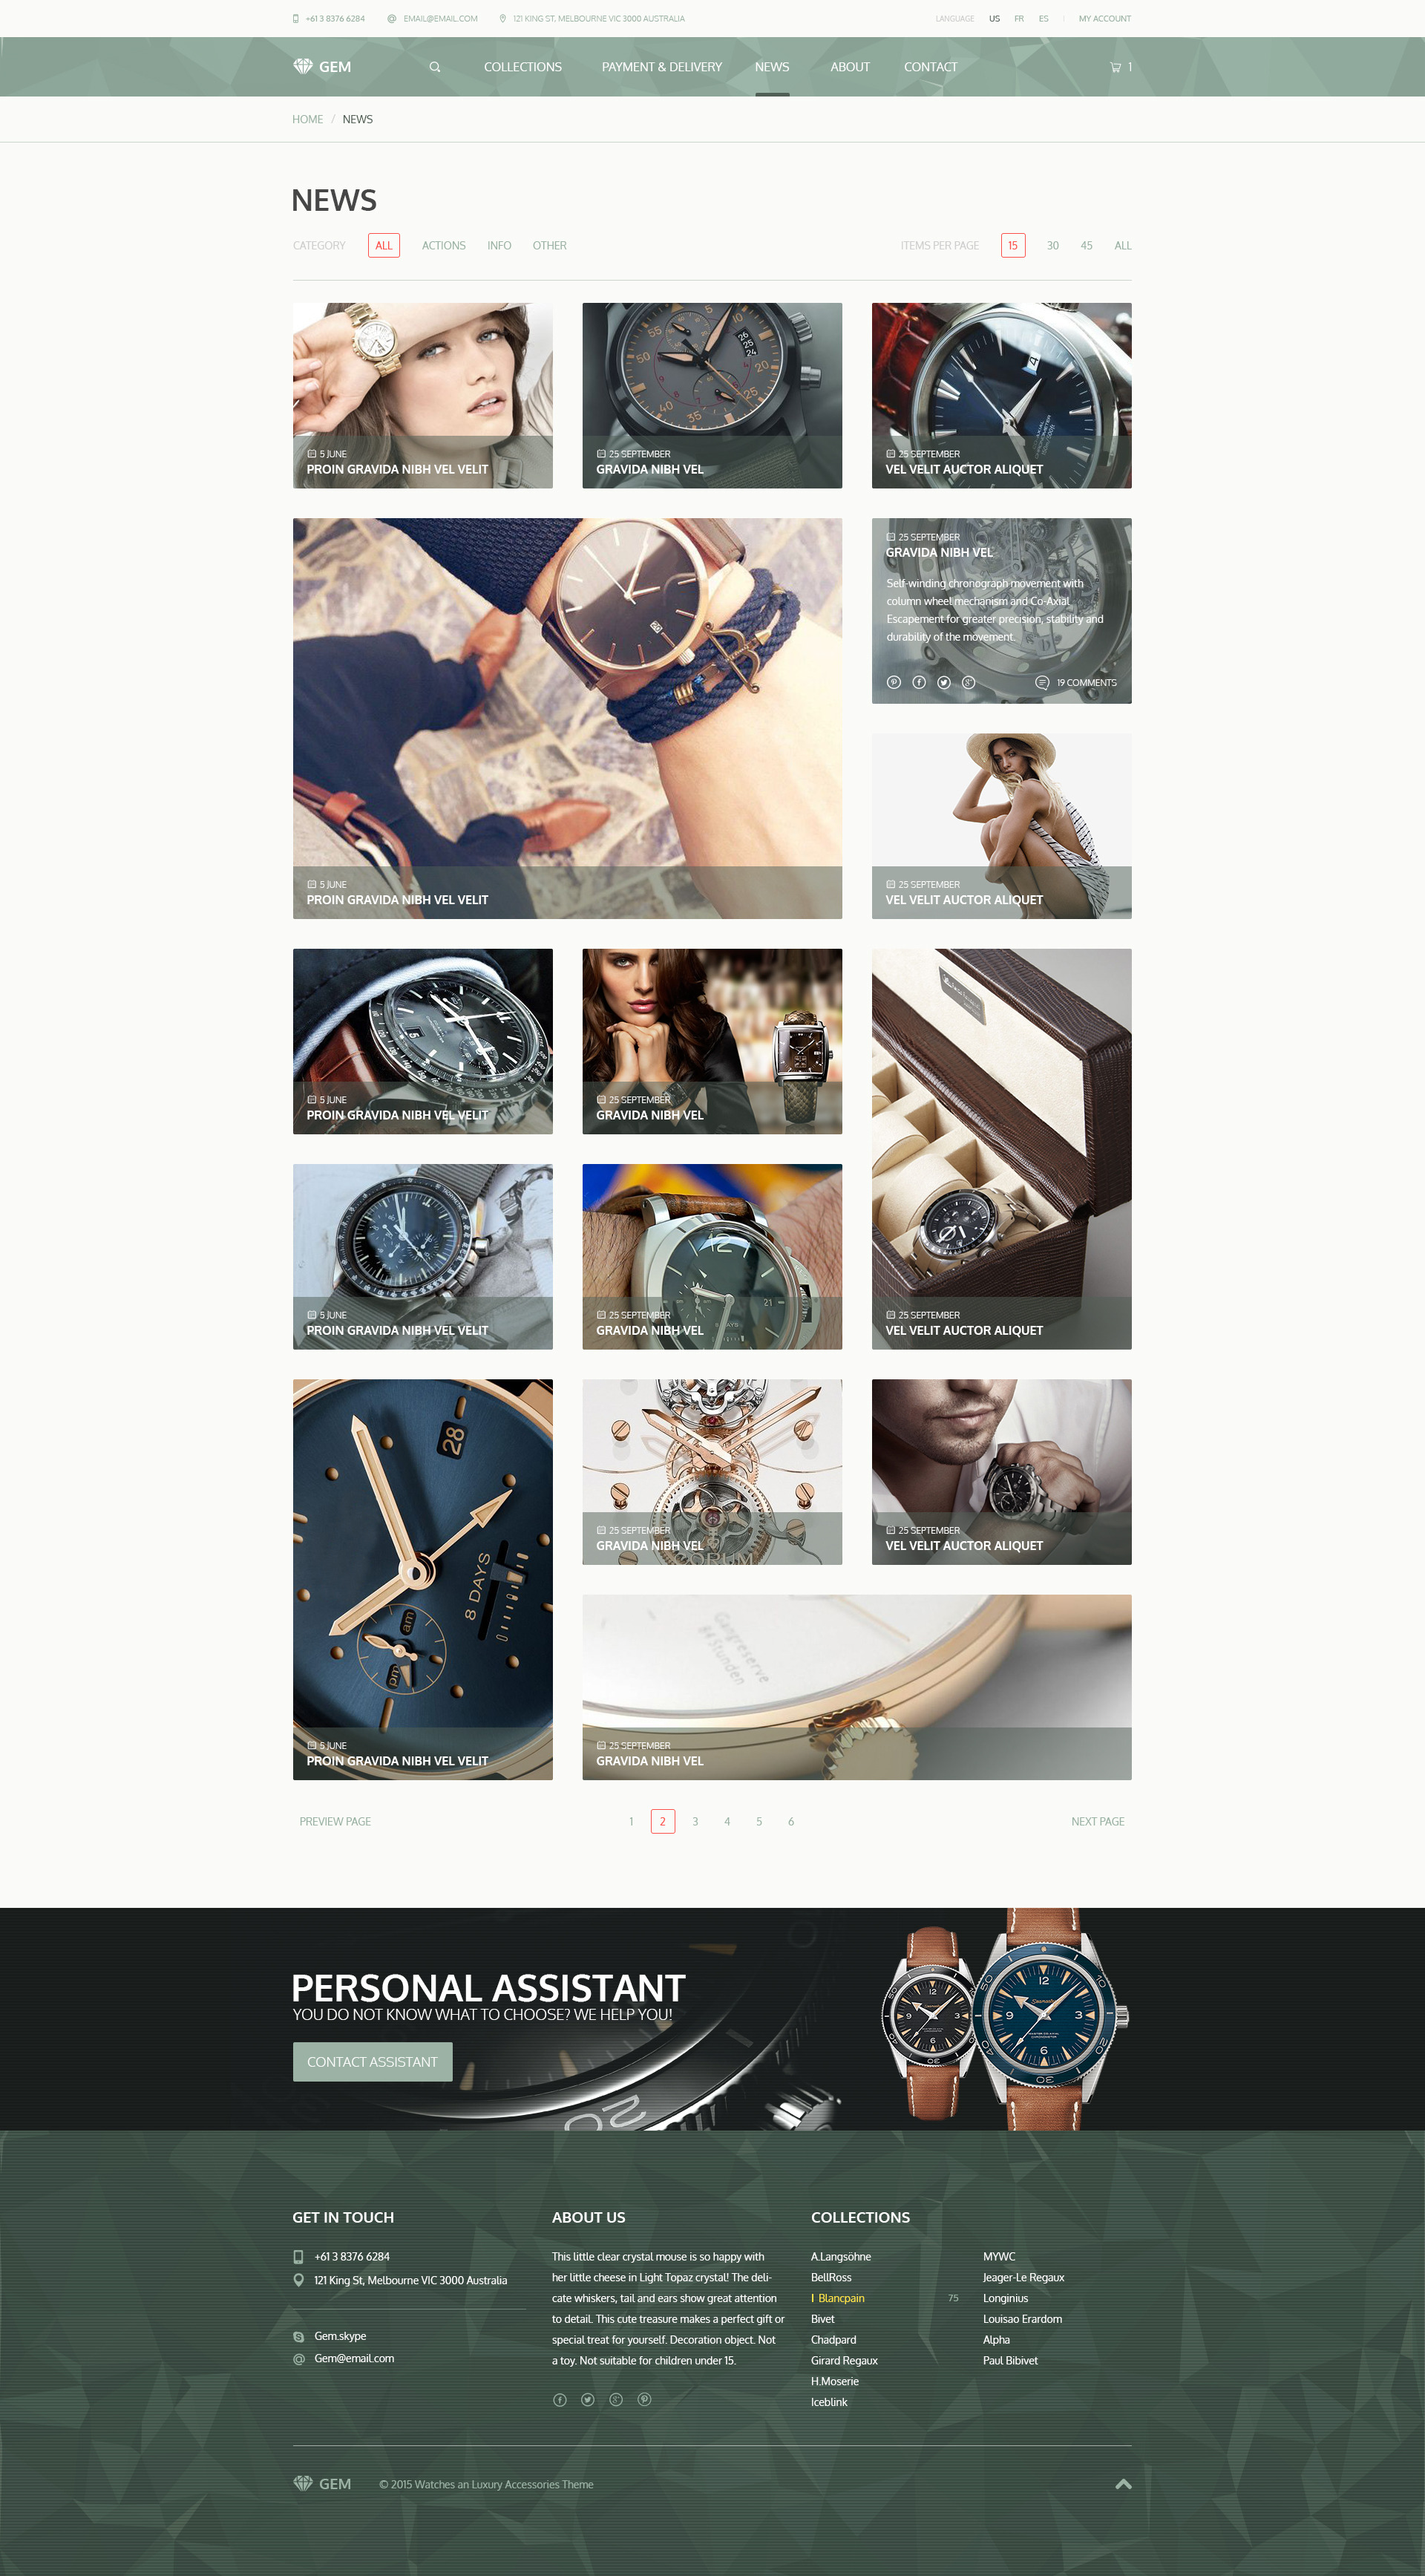 +61 3 8376 6284 EMAIL@EMAIL.COM 121 KING ST, MELBOURNE VIC 3000 AUSTRALIA LANGUAGE US FR ES | MY ACCOUNT
GEM COLLECTIONS PAYMENT & DELIVERY NEWS ABOUT CONTACT 1
HOME / NEWS
NEWS
CATEGORY ALL ACTIONS INFO OTHER ITEMS PER PAGE 15 30 45 ALL
5 JUNE
PROIN GRAVIDA NIBH VEL VELIT
25 SEPTEMBER
GRAVIDA NIBH VEL
25 SEPTEMBER
VEL VELIT AUCTOR ALIQUET
5 JUNE
PROIN GRAVIDA NIBH VEL VELIT
25 SEPTEMBER
GRAVIDA NIBH VEL
Self-winding chronograph movement with
column wheel mechanism and Co-Axial
Escapement for greater precision, stability and
durability of the movement.
19 COMMENTS
25 SEPTEMBER
VEL VELIT AUCTOR ALIQUET
5 JUNE
PROIN GRAVIDA NIBH VEL VELIT
25 SEPTEMBER
GRAVIDA NIBH VEL
25 SEPTEMBER
VEL VELIT AUCTOR ALIQUET
5 JUNE
PROIN GRAVIDA NIBH VEL VELIT
12
21
25 SEPTEMBER
GRAVIDA NIBH VEL
28
8 DAYS
am
pm
5 JUNE
PROIN GRAVIDA NIBH VEL VELIT
25 SEPTEMBER
GRAVIDA NIBH VEL
CORUM
25 SEPTEMBER
VEL VELIT AUCTOR ALIQUET
Gangreserve
84 Stunden
25 SEPTEMBER
GRAVIDA NIBH VEL
PREVIEW PAGE 1 2 3 4 5 6 NEXT PAGE
PERSONAL ASSISTANT
YOU DO NOT KNOW WHAT TO CHOOSE? WE HELP YOU!
CONTACT ASSISTANT
GET IN TOUCH
+61 3 8376 6284
121 King St, Melbourne VIC 3000 Australia
Gem.skype
Gem@email.com
ABOUT US
This little clear crystal mouse is so happy with
her little cheese in Light Topaz crystal! The deli-
cate whiskers, tail and ears show great attention
to detail. This cute treasure makes a perfect gift or
special treat for yourself. Decoration object. Not
a toy. Not suitable for children under 15.
COLLECTIONS
A.Langsöhne
BellRoss
Blancpain 75
Bivet
Chadpard
Girard Regaux
H.Moserie
Iceblink
MYWC
Jeager-Le Regaux
Longinius
Louisao Erardom
Alpha
Paul Bibivet
GEM © 2015 Watches an Luxury Accessories Theme